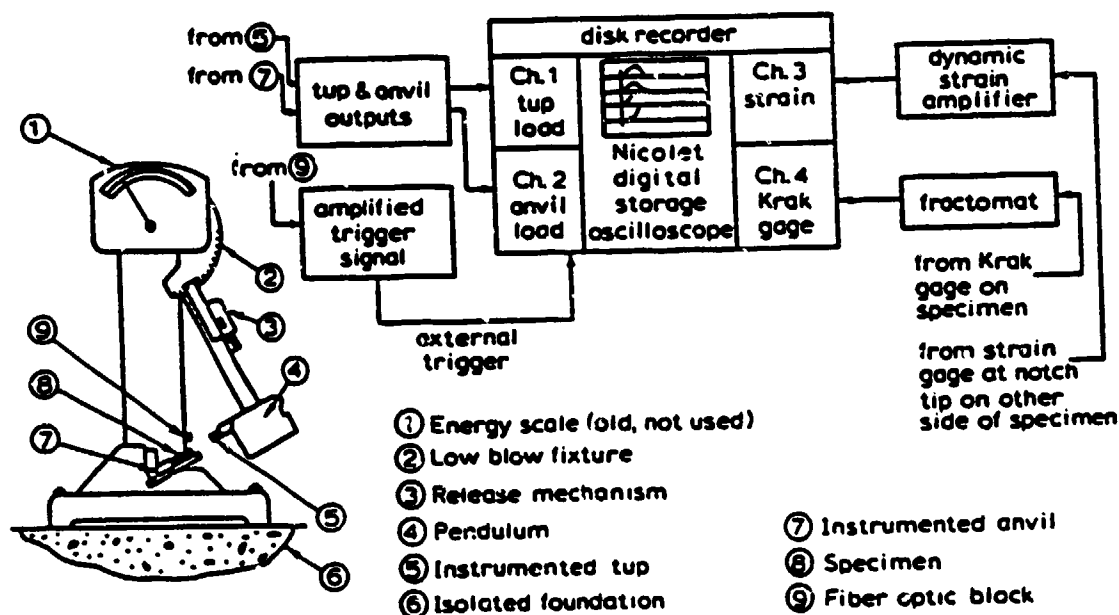 from ⑤
from ⑦
tup & anvil
outputs
from ⑨
amplified
trigger
signal
external
trigger
disk recorder
Ch. 1
tup
load
Ch. 2
anvil
load
Nicolet
digital
storage
oscilloscope
Ch. 3
strain
Ch. 4
Krak
gage
dynamic
strain
amplifier
fractomat
from Krak
gage on
specimen
from strain
gage at notch
tip on other
side of specimen
①
②
③
④
⑨
⑧
⑦
⑤
⑥
① Energy scale (old, not used)
② Low blow fixture
③ Release mechanism
④ Pendulum
⑤ Instrumented tup
⑥ Isolated foundation
⑦ Instrumented anvil
⑧ Specimen
⑨ Fiber optic block